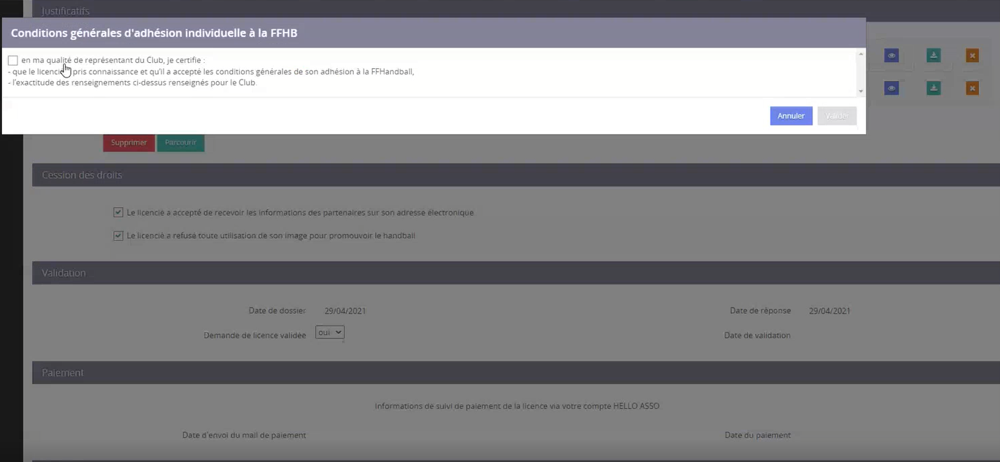 Justificatifs
Conditions générales d'adhésion individuelle à la FFHB
en ma qualité de représentant du Club, je certifie :
- que le licencié pris connaissance et qu'il a accepté les conditions générales de son adhésion à la FFHandball,
- l'exactitude des renseignements ci-dessus renseignés pour le Club.
Annuler Valider
Supprimer Parcourir
Cession des droits
Le licencié a accepté de recevoir les informations des partenaires sur son adresse électronique
Le licencié a refusé toute utilisation de son image pour promouvoir le handball
Validation
Date de dossier 29/04/2021 Date de réponse 29/04/2021
Demande de licence validée oui Date de validation
Paiement
Informations de suivi de paiement de la licence via votre compte HELLO ASSO
Date d'envoi du mail de paiement Date du paiement